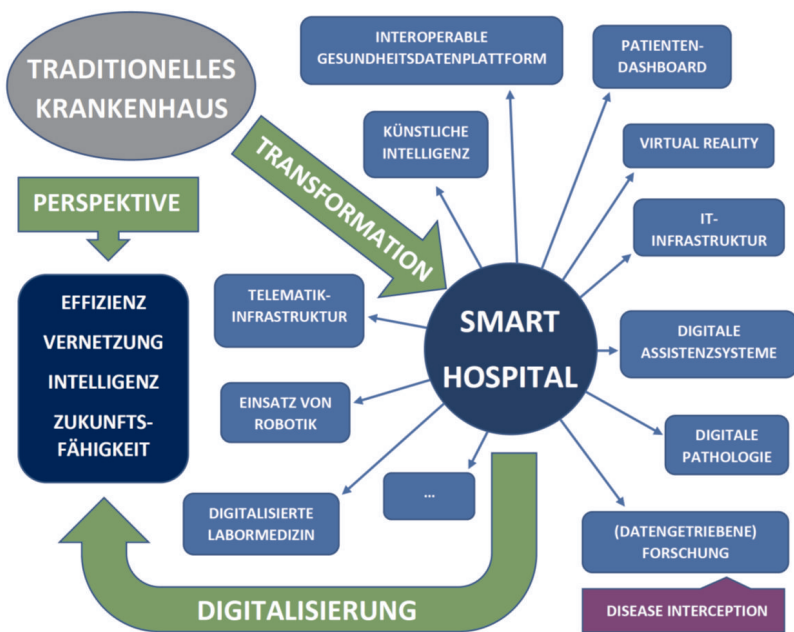 TRADITIONELLES
KRANKENHAUS
INTEROPERABLE
GESUNDHEITSDATENPLATTFORM
PATIENTEN-
DASHBOARD
KÜNSTLICHE
INTELLIGENZ
VIRTUAL REALITY
TRANSFORMATION
PERSPEKTIVE
IT-
INFRASTRUKTUR
EFFIZIENZ
VERNETZUNG
INTELLIGENZ
ZUKUNFTS-
FÄHIGKEIT
TELEMATIK-
INFRASTRUKTUR
SMART
HOSPITAL
DIGITALE
ASSISTENZSYSTEME
EINSATZ VON
ROBOTIK
DIGITALE
PATHOLOGIE
DIGITALISIERTE
LABORMEDIZIN
...
(DATENGETRIEBENE)
FORSCHUNG
DIGITALISIERUNG
DISEASE INTERCEPTION